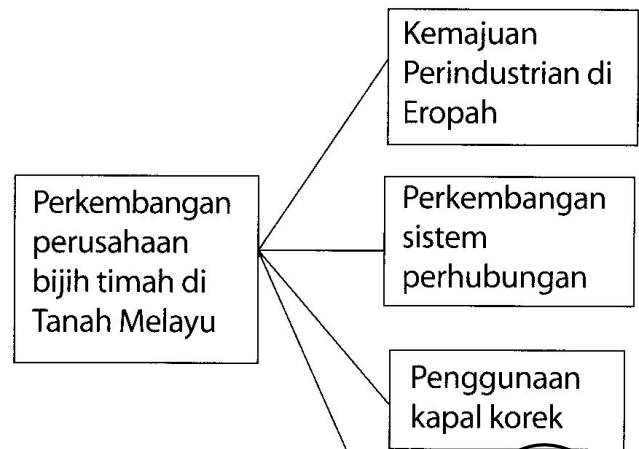 Kemajuan
Perindustrian di
Eropah
Perkembangan
perusahaan
bijih timah di
Tanah Melayu
Perkembangan
sistem
perhubungan
Penggunaan
kapal korek